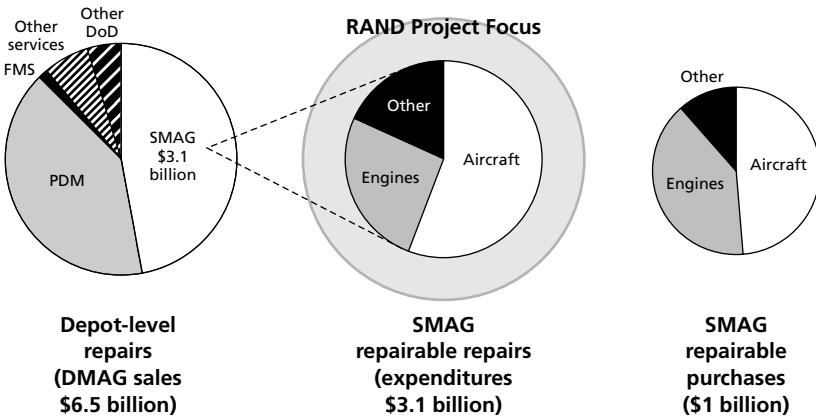 Other
services
Other
DoD
FMS
SMAG
$3.1
billion
PDM
RAND Project Focus
Other
Engines
Aircraft
Other
Engines
Aircraft
Depot-level
repairs
(DMAG sales
$6.5 billion)
SMAG
repairable repairs
(expenditures
$3.1 billion)
SMAG
repairable
purchases
($1 billion)